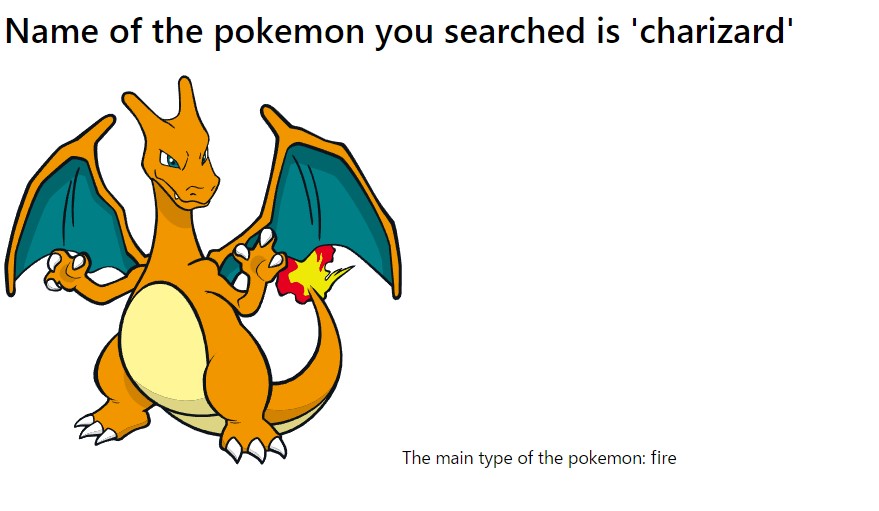 Name of the pokemon you searched is 'charizard'
The main type of the pokemon: fire